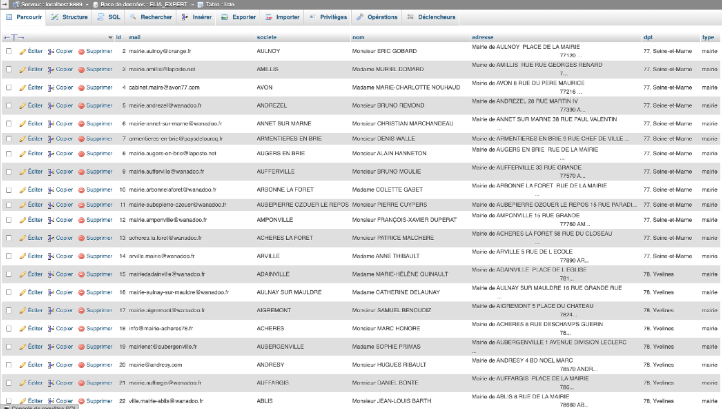 Serveur: localhost:8889 » Base de données: ELIA_EXPERT » Table: liste
Parcourir Structure SQL Rechercher Insérer Exporter Importer Privilèges Opérations Déclencheurs
id mail societe nom adresse dpt type
Éditer Copier Supprimer 2 mairie.aulnoy@orange.fr AULNOY Monsieur ERIC GOBARD Mairie de AULNOY PLACE DE LA MAIRIE 77120 ... 77, Seine-et-Marne mairie
Éditer Copier Supprimer 3 mairie.amillis@laposte.net AMILLIS Madame MURIEL DOMARD Mairie de AMILLIS RUE RUE GEORGES RENARD 7... 77, Seine-et-Marne mairie
Éditer Copier Supprimer 4 cabinet.maire@avon77.com AVON Madame MARIE-CHARLOTTE NOUHAUD Mairie de AVON 8 RUE DU PERE MAURICE 77216 ... 77, Seine-et-Marne mairie
Éditer Copier Supprimer 5 mairie.andrezel@wanadoo.fr ANDREZEL Monsieur BRUNO REMOND Mairie de ANDREZEL 28 RUE MARTIN IV 77390 A... 77, Seine-et-Marne mairie
Éditer Copier Supprimer 6 mairie-annet-sur-marne@wanadoo.fr ANNET SUR MARNE Monsieur CHRISTIAN MARCHANDEAU Mairie de ANNET SUR MARNE 38 RUE PAUL VALENTIN ... 77, Seine-et-Marne mairie
Éditer Copier Supprimer 7 armentieres-en-brie@paysdelourcq.fr ARMENTIERES EN BRIE Monsieur DENIS WALLE Mairie de ARMENTIERES EN BRIE 9 RUE CHEF DE VILLE ... 77, Seine-et-Marne mairie
Éditer Copier Supprimer 8 mairie.augers-en-brie@laposte.net AUGERS EN BRIE Monsieur ALAIN HANNETON Mairie de AUGERS EN BRIE RUE DE LA MAIRIE ... 77, Seine-et-Marne mairie
Éditer Copier Supprimer 9 mairie.aufferville@wanadoo.fr AUFFERVILLE Monsieur BRUNO MOULIE Mairie de AUFFERVILLE 33 RUE GRANDE 77570 A... 77, Seine-et-Marne mairie
Éditer Copier Supprimer 10 mairie.arbonnelaforet@wanadoo.fr ARBONNE LA FORET Madame COLETTE GABET Mairie de ARBONNE LA FORET RUE DE LA MAIRIE ... 77, Seine-et-Marne mairie
Éditer Copier Supprimer 11 mairie-aubepierre-ozouer@wanadoo.fr AUBEPIERRE OZOUER LE REPOS Monsieur PIERRE CUYPERS Mairie de AUBEPIERRE OZOUER LE REPOS 15 RUE PARADI... 77, Seine-et-Marne mairie
Éditer Copier Supprimer 12 mairie.amponville@wanadoo.fr AMPONVILLE Monsieur FRANÇOIS-XAVIER DUPERAT Mairie de AMPONVILLE 15 RUE GRANDE 77760 AM... 77, Seine-et-Marne mairie
Éditer Copier Supprimer 13 acheres.la.foret@wanadoo.fr ACHERES LA FORET Monsieur PATRICE MALCHERE Mairie de ACHERES LA FORET 58 RUE DU CLOSEAU ... 77, Seine-et-Marne mairie
Éditer Copier Supprimer 14 arville.mairie@wanadoo.fr ARVILLE Madame ANNE THIBAULT Mairie de ARVILLE 5 RUE DE L ECOLE 77890 AR... 77, Seine-et-Marne mairie
Éditer Copier Supprimer 15 mairiedadainville@wanadoo.fr ADAINVILLE Madame MARIE-HÉLÈNE QUINAULT Mairie de ADAINVILLE PLACE DE L EGLISE 781... 78, Yvelines mairie
Éditer Copier Supprimer 16 mairie-aulnay-sur-mauldre@wanadoo.fr AULNAY SUR MAULDRE Madame CATHERINE DELAUNAY Mairie de AULNAY SUR MAULDRE 16 RUE GRANDE RUE ... 78, Yvelines mairie
Éditer Copier Supprimer 17 mairie.aigremont@wanadoo.fr AIGREMONT Monsieur SAMUEL BENOUDIZ Mairie de AIGREMONT 5 PLACE DU CHATEAU 7824... 78, Yvelines mairie
Éditer Copier Supprimer 18 info@mairie-acheres78.fr ACHERES Monsieur MARC HONORE Mairie de ACHERES 8 RUE DESCHAMPS GUERIN 78... 78, Yvelines mairie
Éditer Copier Supprimer 19 mairienet@aubergenville.fr AUBERGENVILLE Madame SOPHIE PRIMAS Mairie de AUBERGENVILLE 1 AVENUE DIVISION LECLERC ... 78, Yvelines mairie
Éditer Copier Supprimer 20 mairie@andresy.com ANDRESY Monsieur HUGUES RIBAULT Mairie de ANDRESY 4 BD NOEL MARC 78570 ANDR... 78, Yvelines mairie
Éditer Copier Supprimer 21 mairie.auffargis@wanadoo.fr AUFFARGIS Monsieur DANIEL BONTE Mairie de AUFFARGIS PLACE DE LA MAIRIE 786... 78, Yvelines mairie
Éditer Copier Supprimer 22 ville.mairie-ablis@wanadoo.fr ABLIS Monsieur JEAN-LOUIS BARTH Mairie de ABLIS 8 RUE DE LA MAIRIE 78660 AB... 78, Yvelines mairie
Console de requêtes SQL